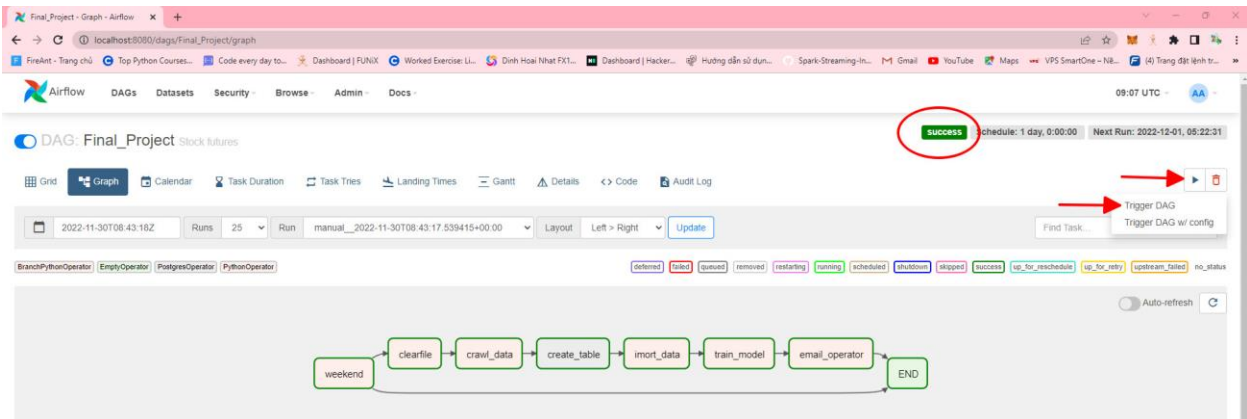 Final_Project - Graph - Airflow
localhost:8080/dags/Final_Project/graph
FireAnt - Trang chủ Top Python Courses... Code every day to... Dashboard | FUNiX Worked Exercise: Li... Dinh Hoai Nhat FX1... Dashboard | Hacker... Hướng dẫn sử dụn... Spark-Streaming-In... Gmail YouTube Maps VPS SmartOne – Nề... (4) Trang đặt lệnh tr...
Airflow DAGs Datasets Security Browse Admin Docs 09:07 UTC AA
DAG: Final_Project Stock futures success Schedule: 1 day, 0:00:00 Next Run: 2022-12-01, 05:22:31
Grid Graph Calendar Task Duration Task Tries Landing Times Gantt Details Code Audit Log
Trigger DAG
Trigger DAG w/ config
2022-11-30T08:43:18Z Runs 25 Run manual__2022-11-30T08:43:17.539415+00:00 Layout Left > Right Update Find Task...
BranchPythonOperator EmptyOperator PostgresOperator PythonOperator deferred failed queued removed restarting running scheduled shutdown skipped success up_for_reschedule up_for_retry upstream_failed no_status
Auto-refresh
clearfile crawl_data create_table imort_data train_model email_operator
weekend END